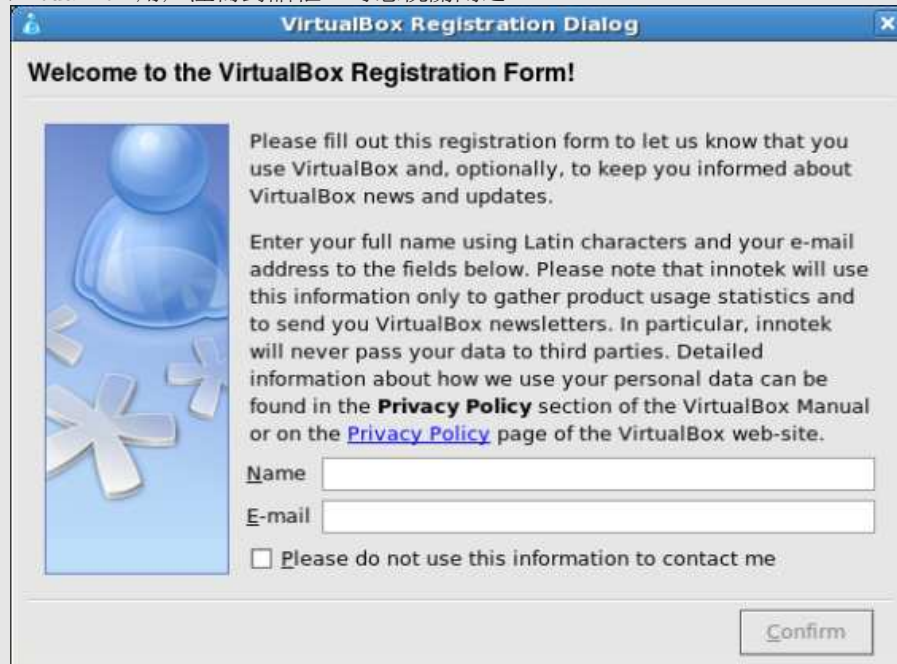 VirtualBox Registration Dialog
Welcome to the VirtualBox Registration Form!
Please fill out this registration form to let us know that you
use VirtualBox and, optionally, to keep you informed about
VirtualBox news and updates.
Enter your full name using Latin characters and your e-mail
address to the fields below. Please note that innotek will use
this information only to gather product usage statistics and
to send you VirtualBox newsletters. In particular, innotek
will never pass your data to third parties. Detailed
information about how we use your personal data can be
found in the Privacy Policy section of the VirtualBox Manual
or on the Privacy Policy page of the VirtualBox web-site.
Name
E-mail
Please do not use this information to contact me
Confirm